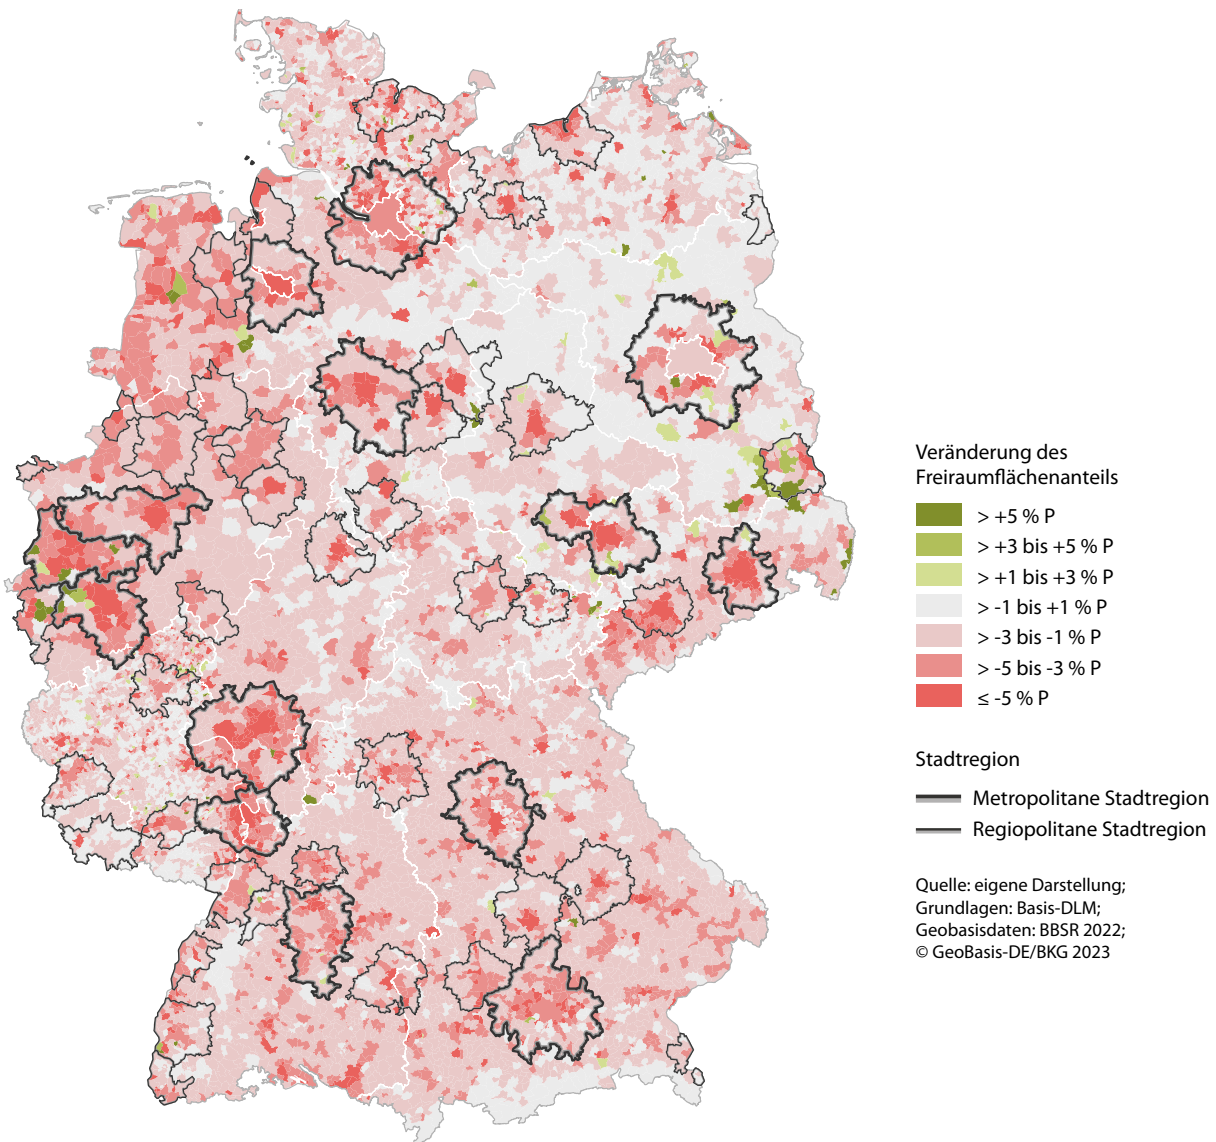 Veränderung des
Freiraumflächenanteils
> +5 % P
> +3 bis +5 % P
> +1 bis +3 % P
> -1 bis +1 % P
> -3 bis -1 % P
> -5 bis -3 % P
≤ -5 % P
Stadtregion
Metropolitane Stadtregion
Regiopolitane Stadtregion
Quelle: eigene Darstellung;
Grundlagen: Basis-DLM;
Geobasisdaten: BBSR 2022;
© GeoBasis-DE/BKG 2023